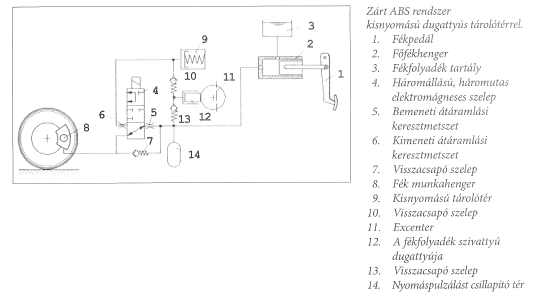 Zárt ABS rendszer
kisnyomású dugattyús tárolótérrel.
1. Fékpedál
2. Főfékhenger
3. Fékfolyadék tartály
4. Háromállású, háromutas
elektromágneses szelep
5. Bemeneti átáramlási
keresztmetszet
6. Kimeneti átáramlási
keresztmetszet
7. Visszacsapó szelep
8. Fék munkahenger
9. Kisnyomású tárolótér
10. Visszacsapó szelep
11. Excenter
12. A fékfolyadék szivattyú
dugattyúja
13. Visszacsapó szelep
14. Nyomáspulzálást csillapító tér
9
3
2
10
11
1
4
6
5
12
13
8
7
14